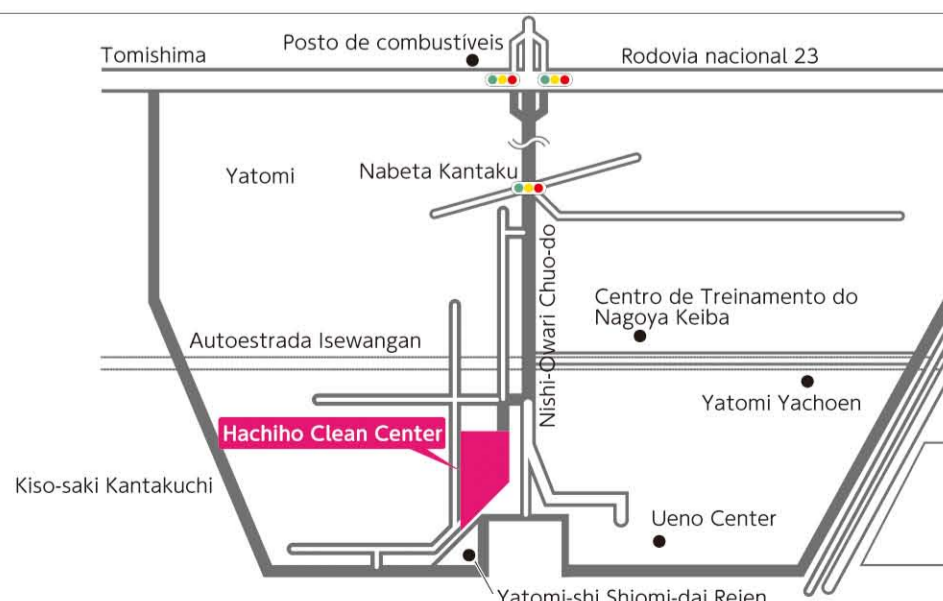 Posto de combustíveis
Tomishima
Rodovia nacional 23
Nabeta Kantaku
Yatomi
Nishi-Owari Chuo-do
Centro de Treinamento do
Nagoya Keiba
Autoestrada Isewangan
Yatomi Yachoen
Hachiho Clean Center
Kiso-saki Kantakuchi
Ueno Center
Yatomi-shi Shiomi-dai Reien